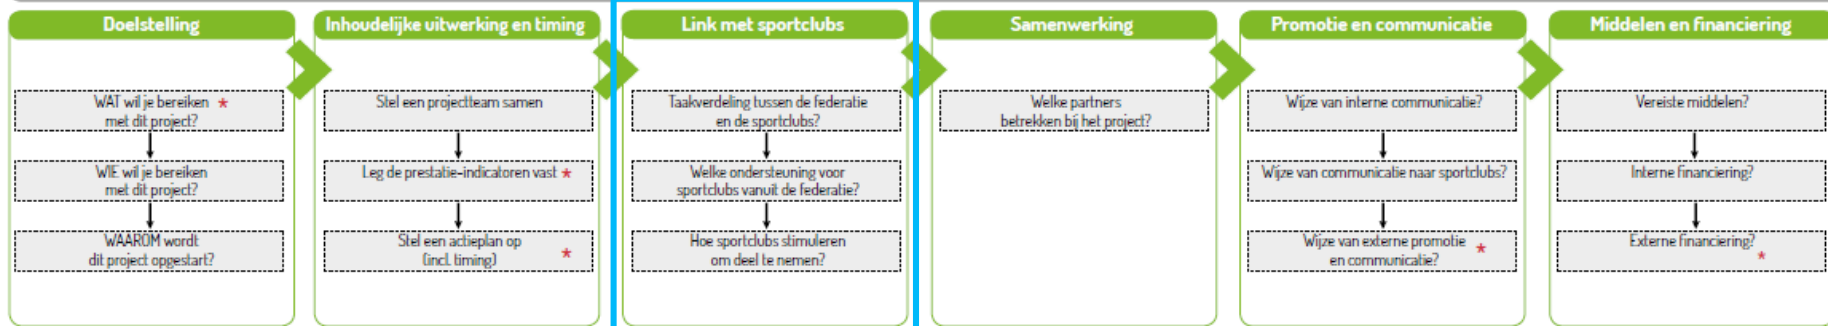 Doelstelling
WAT wil je bereiken *
met dit project?
WIE wil je bereiken
met dit project?
WAAROM wordt
dit project opgestart?
Inhoudelijke uitwerking en timing
Stel een projectteam samen
Leg de prestatie-indicatoren vast *
Stel een actieplan op
(incl. timing) *
Link met sportclubs
Taakverdeling tussen de federatie
en de sportclubs?
Welke ondersteuning voor
sportclubs vanuit de federatie?
Hoe sportclubs stimuleren
om deel te nemen?
Samenwerking
Welke partners
betrekken bij het project?
Promotie en communicatie
Wijze van interne communicatie?
Wijze van communicatie naar sportclubs?
Wijze van externe promotie
en communicatie? *
Middelen en financiering
Vereiste middelen?
Interne financiering?
Externe financiering?
*